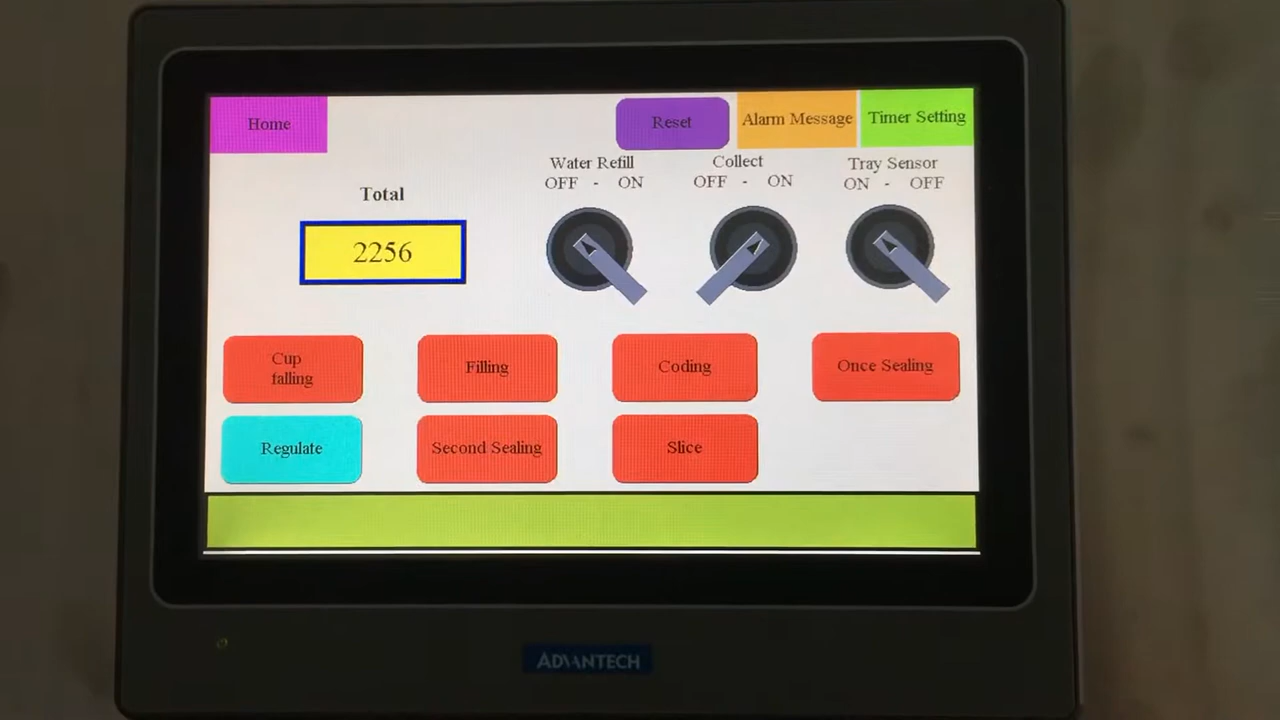 Home
Reset
Alarm Message
Timer Setting
Water Refill
OFF - ON
Collect
OFF - ON
Tray Sensor
ON - OFF
Total
2256
Cup
falling
Filling
Coding
Once Sealing
Regulate
Second Sealing
Slice
ADVANTECH